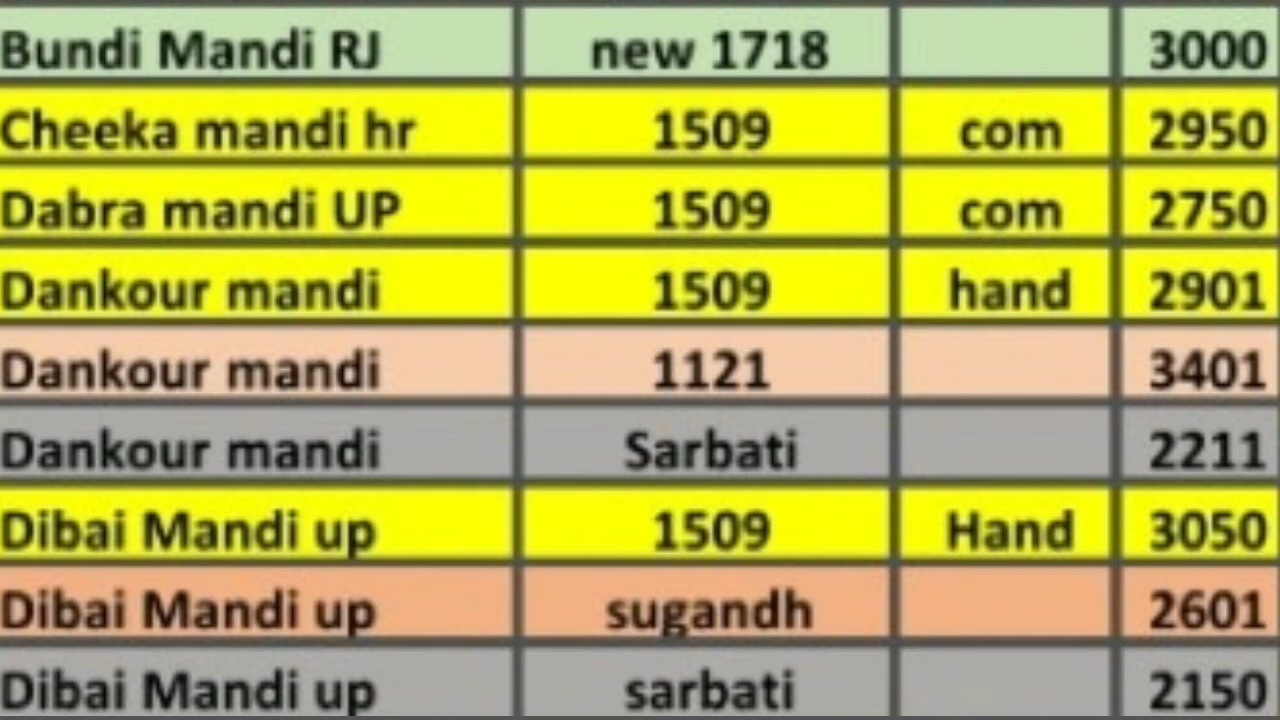 Bundi Mandi RJ new 1718 3000
Cheeka mandi hr 1509 com 2950
Dabra mandi UP 1509 com 2750
Dankour mandi 1509 hand 2901
Dankour mandi 1121 3401
Dankour mandi Sarbati 2211
Dibai Mandi up 1509 Hand 3050
Dibai Mandi up sugandh 2601
Dibai Mandi up sarbati 2150